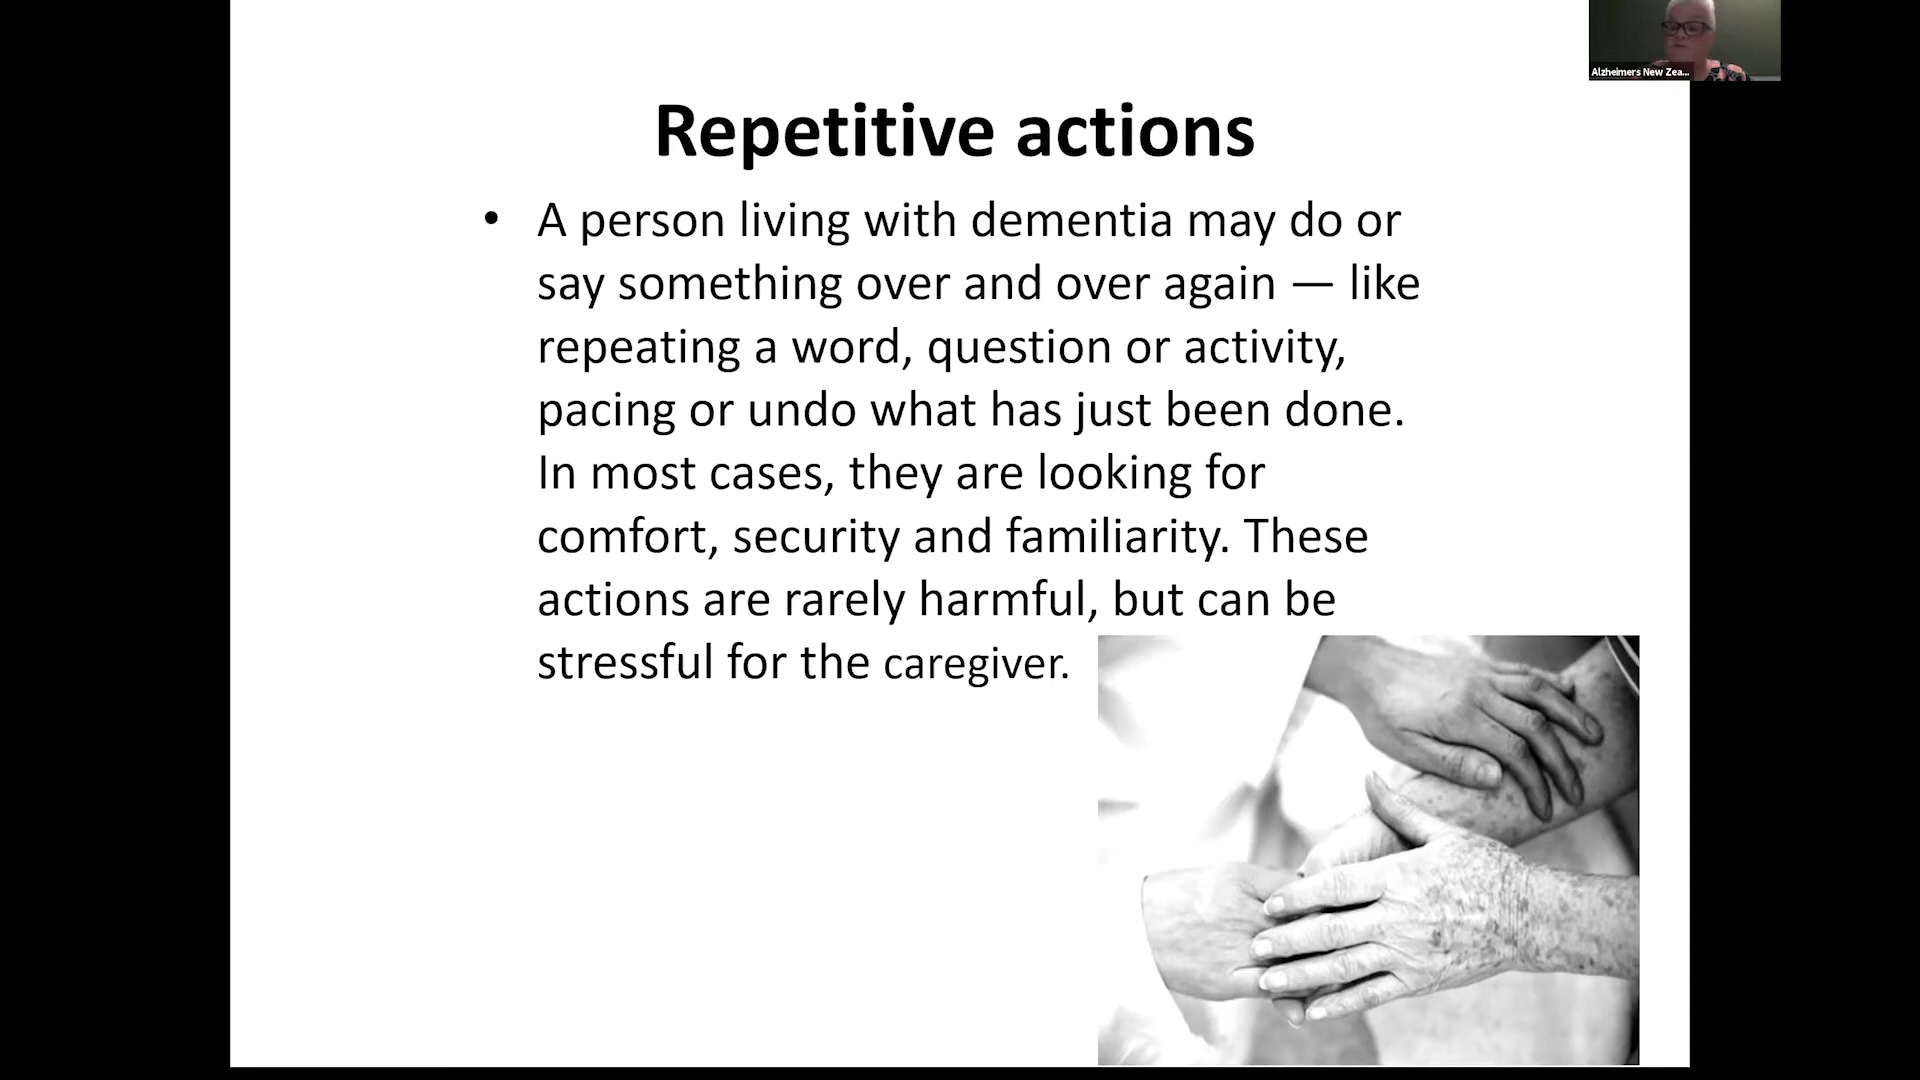 Alzheimers New Zea...
Repetitive actions
• A person living with dementia may do or
say something over and over again — like
repeating a word, question or activity,
pacing or undo what has just been done.
In most cases, they are looking for
comfort, security and familiarity. These
actions are rarely harmful, but can be
stressful for the caregiver.